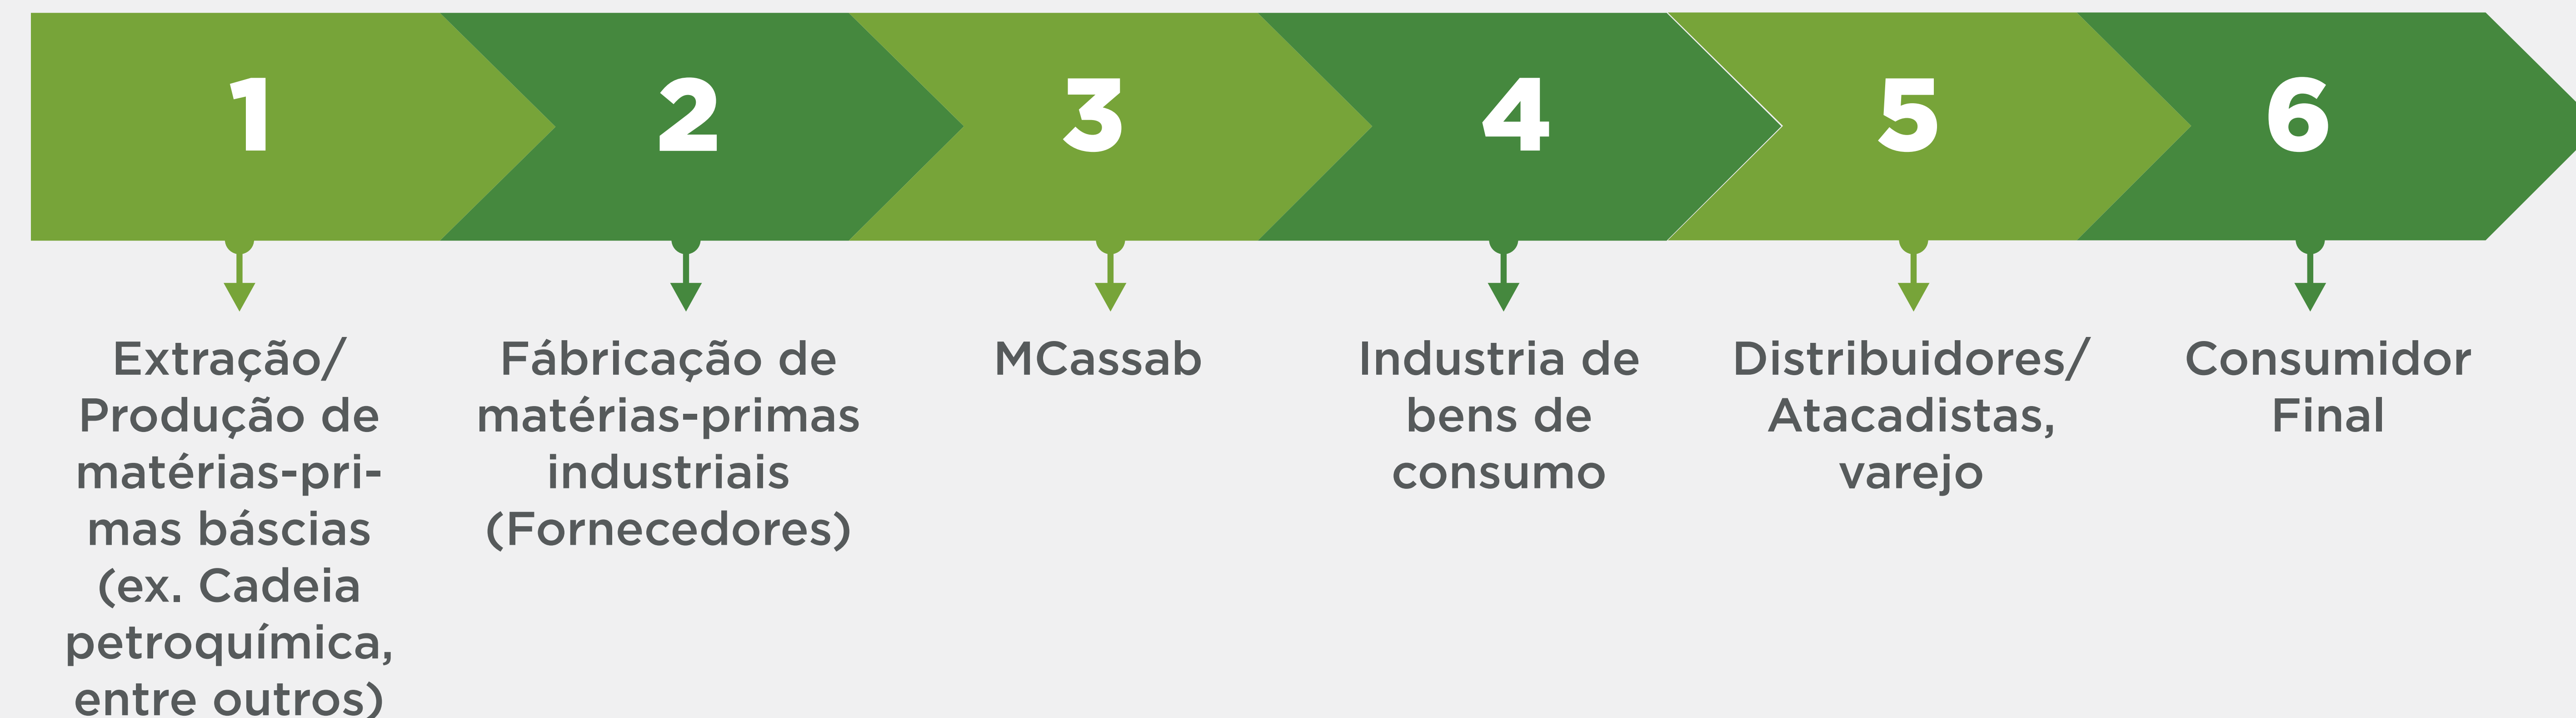 1
2
3
4
5
6
Extração/
Produção de
matérias-pri-
mas báscias
(ex. Cadeia
petroquímica,
entre outros)
Fábricação de
matérias-primas
industriais
(Fornecedores)
MCassab
Industria de
bens de
consumo
Distribuidores/
Atacadistas,
varejo
Consumidor
Final